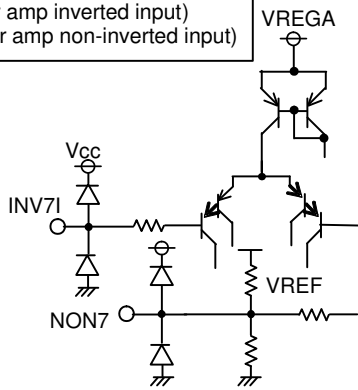 amp inverted input)
amp non-inverted input)
VREGA
Vcc
INV7I
VREF
NON7